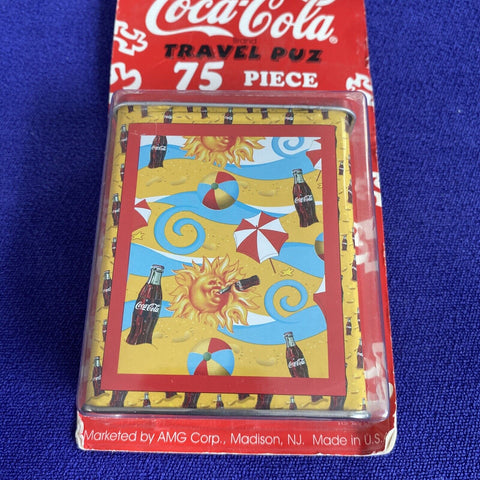 Coca-Cola
Brand
TRAVEL PUZ
75 PIECE
Coca-Cola
Coca-Cola
Coca-Cola
Marketed by AMG Corp., Madison, NJ. Made in U.S.